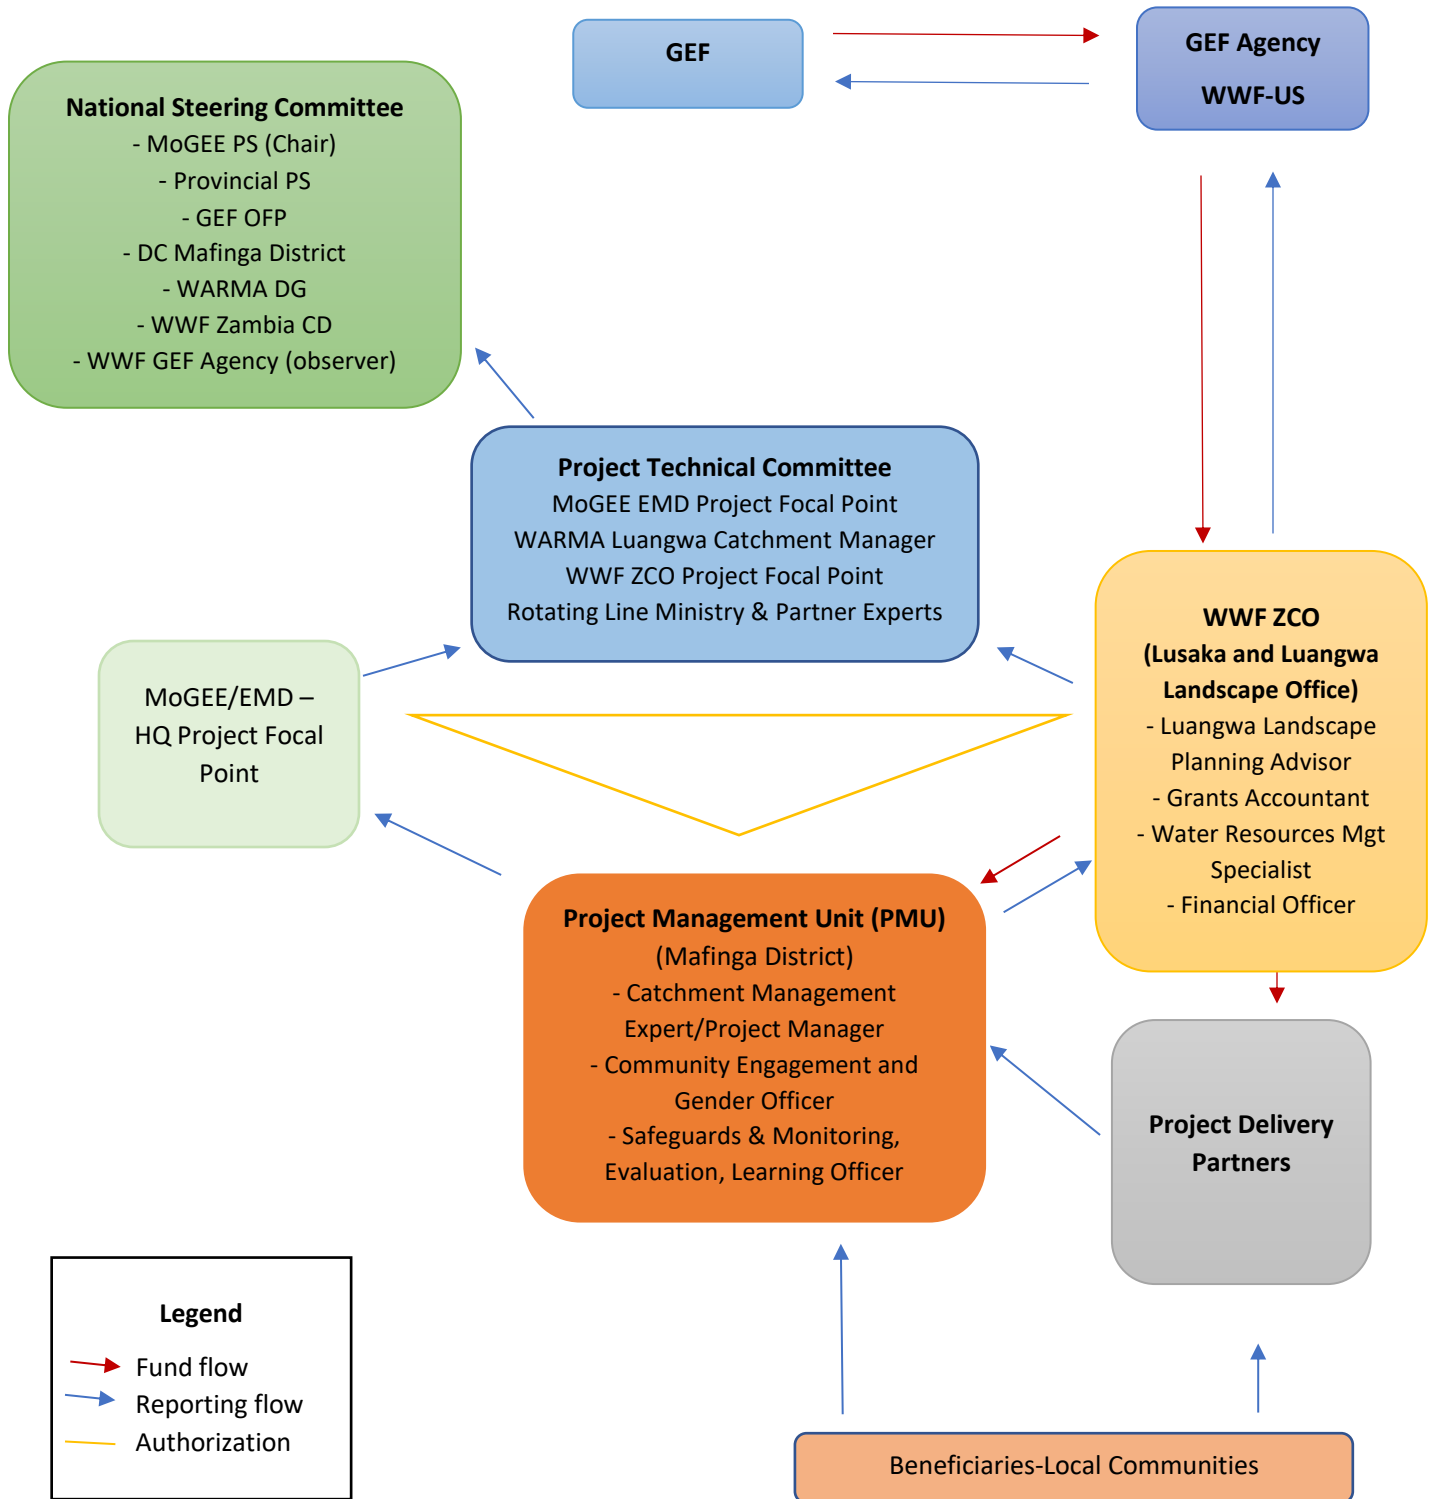 GEF
GEF Agency
WWF-US
National Steering Committee
- MoGEE PS (Chair)
- Provincial PS
- GEF OFP
- DC Mafinga District
- WARMA DG
- WWF Zambia CD
- WWF GEF Agency (observer)
Project Technical Committee
MoGEE EMD Project Focal Point
WARMA Luangwa Catchment Manager
WWF ZCO Project Focal Point
Rotating Line Ministry & Partner Experts
WWF ZCO
(Lusaka and Luangwa
Landscape Office)
- Luangwa Landscape
Planning Advisor
- Grants Accountant
- Water Resources Mgt
Specialist
- Financial Officer
MoGEE/EMD –
HQ Project Focal
Point
Project Management Unit (PMU)
(Mafinga District)
- Catchment Management
Expert/Project Manager
- Community Engagement and
Gender Officer
- Safeguards & Monitoring,
Evaluation, Learning Officer
Project Delivery
Partners
Legend
Fund flow
Reporting flow
Authorization
Beneficiaries-Local Communities